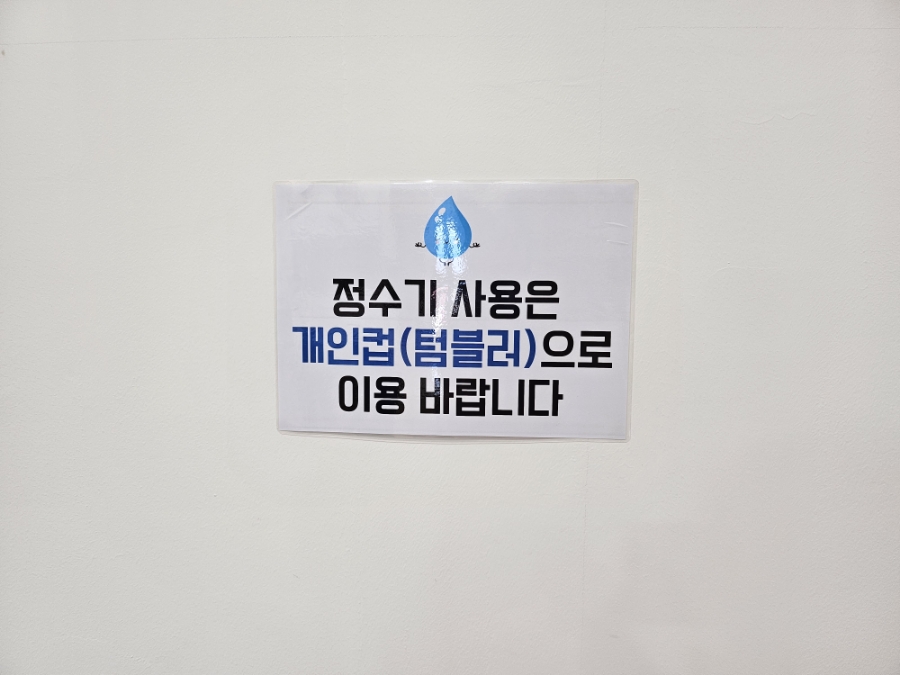 정수기 사용은
개인컵(텀블러)으로
이용 바랍니다